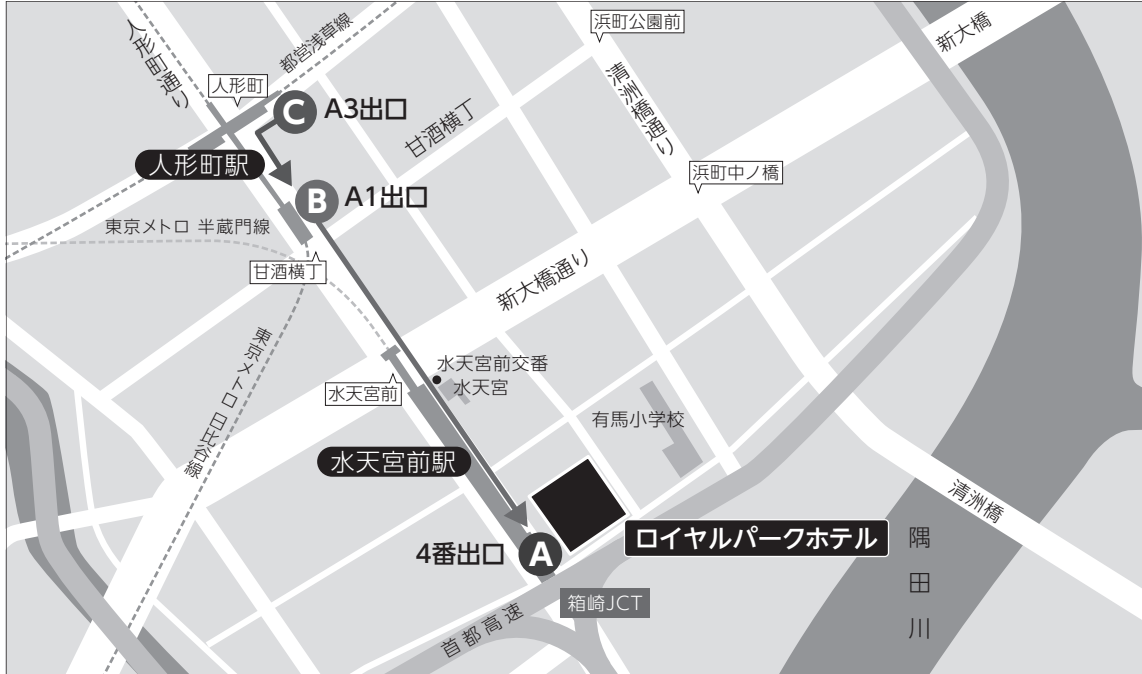 人形町通り
都営浅草線
浜町公園前
新大橋
人形町
C A3出口
甘酒横丁
清洲橋通り
人形町駅
浜町中ノ橋
B A1出口
東京メトロ 半蔵門線
甘酒横丁
新大橋通り
東京メトロ 日比谷線
水天宮前交番
水天宮
水天宮前
有馬小学校
水天宮前駅
清洲橋
4番出口 A
ロイヤルパークホテル
隅田川
箱崎JCT
首都高速